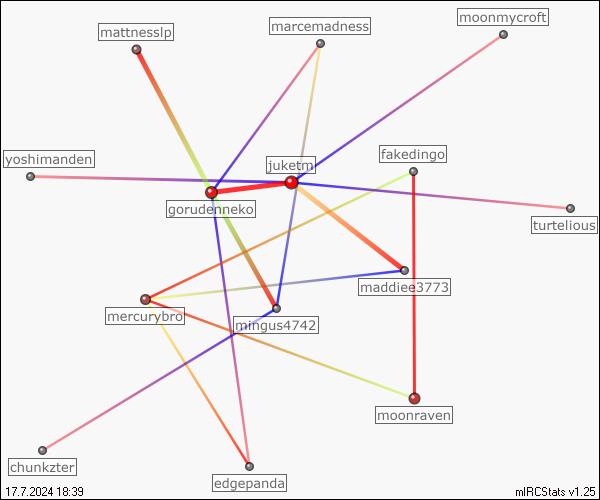 moonmycroft
marcemadness
mattnesslp
fakedingo
yoshimanden
juketm
gorudenneko
turtelious
maddiee3773
mercurybro
mingus4742
moonraven
chunkzter
edgepanda
17.7.2024 18:39
mIRCStats v1.25